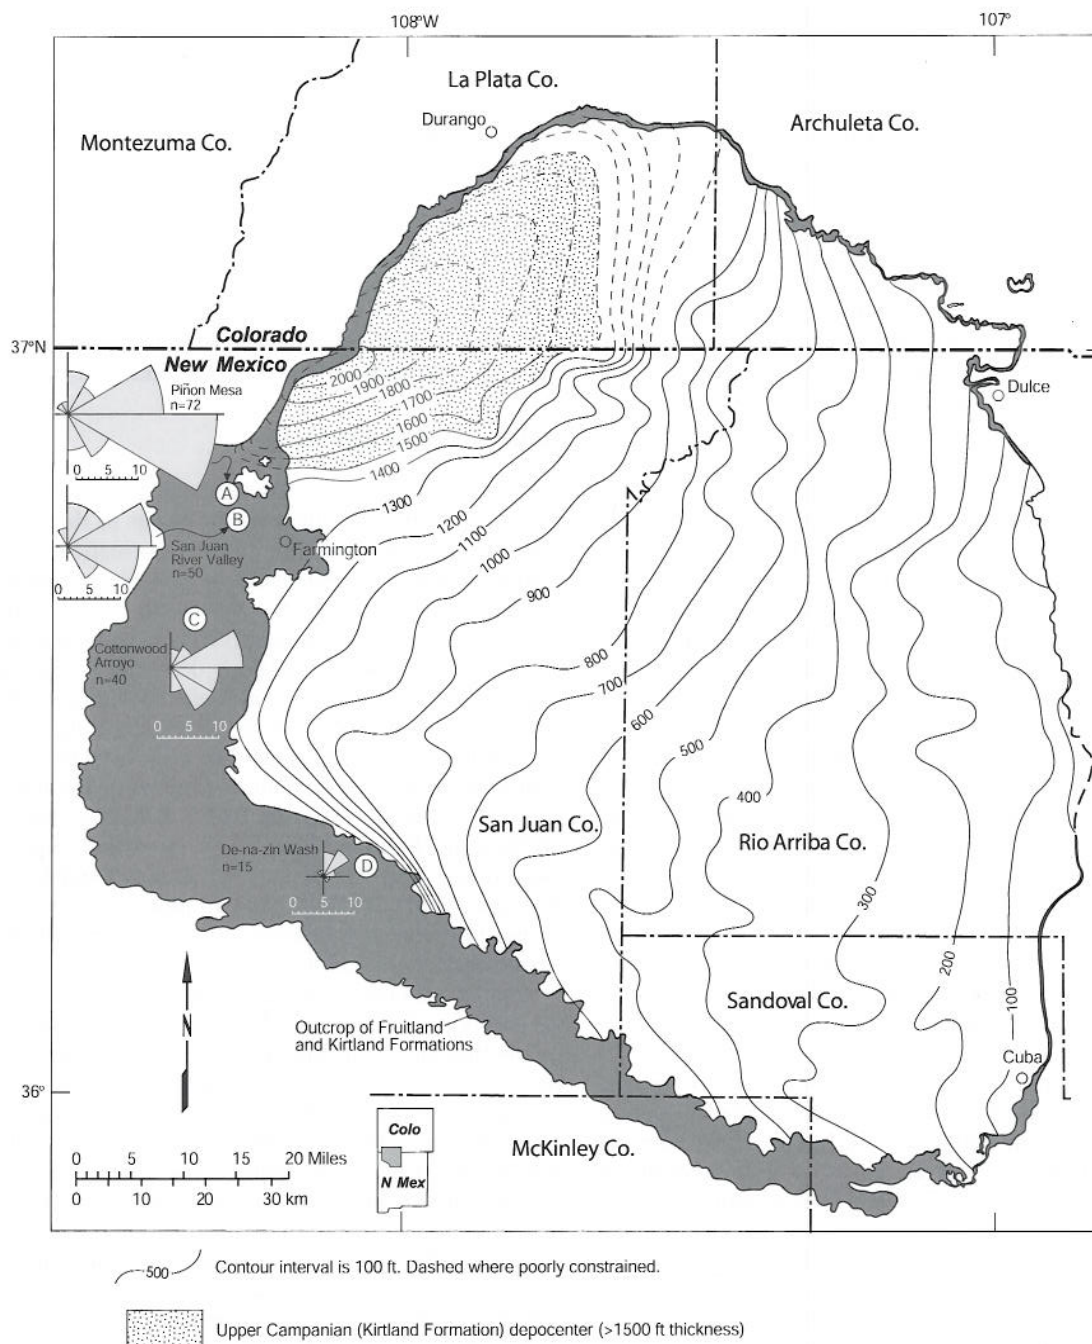 108°W
107°
La Plata Co.
Durango
Archuleta Co.
Montezuma Co.
Colorado
37°N
New Mexico
2000
1900
1800
1700
1600
1500
1400
1300
1200
1100
1000
900
800
700
600
500
400
300
200
100
Piñon Mesa
n=72
0 5 10
Dulce
A
B
San Juan
River Valley
n=50
0 5 10
Farmington
C
Cottonwood
Arroyo
n=40
0 10
San Juan Co.
Rio Arriba Co.
De-na-zin Wash
n=15
D
0 5 10
N
Sandoval Co.
Outcrop of Fruitland
and Kirtland Formations
Cuba
36°
Colo
N Mex
McKinley Co.
0 5 10 15 20 Miles
0 10 20 30 km
500 Contour interval is 100 ft. Dashed where poorly constrained.
Upper Campanian (Kirtland Formation) depocenter (>1500 ft thickness)